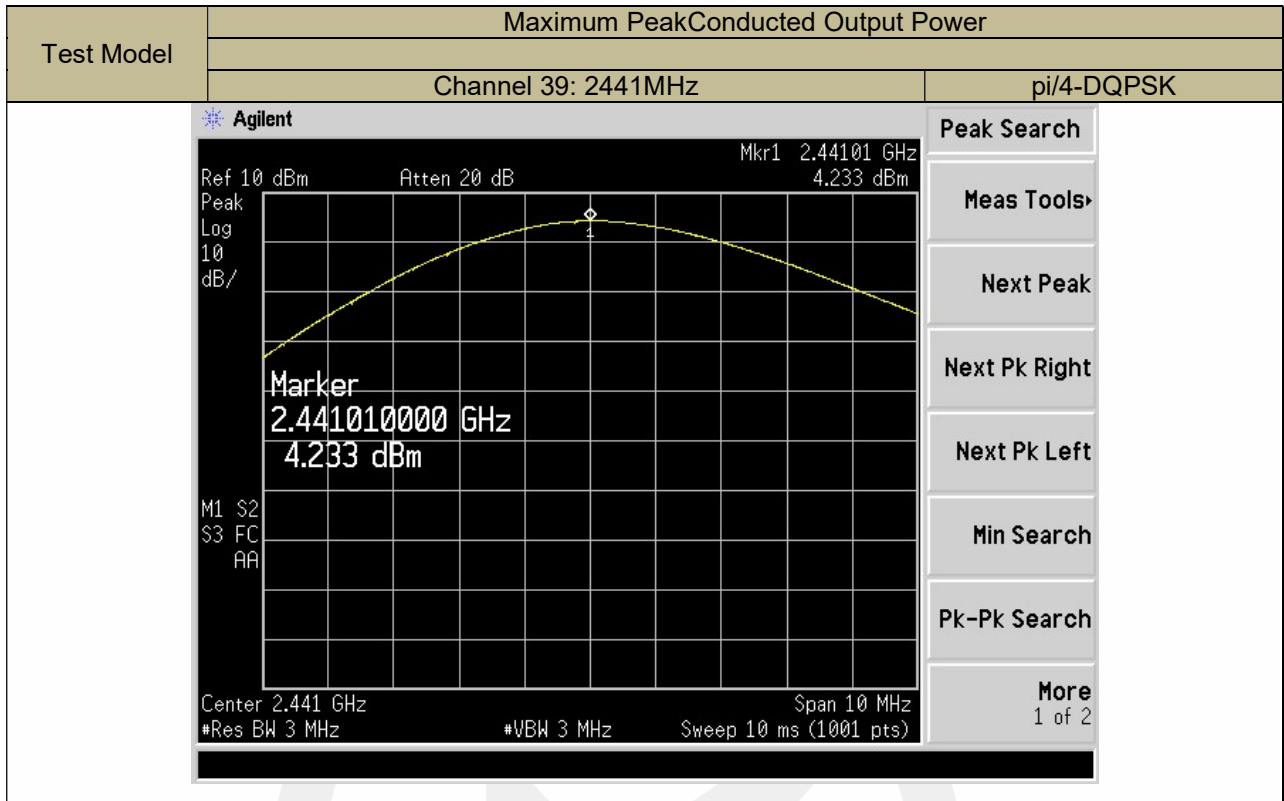 Test Model
Maximum PeakConducted Output Power
Channel 39: 2441MHz
pi/4-DQPSK
Agilent
Peak Search
Mkr1 2.44101 GHz
Ref 10 dBm Atten 20 dB 4.233 dBm
Peak
Log
10
dB/
1
Marker
2.441010000 GHz
4.233 dBm
M1 S2
S3 FC
AA
Center 2.441 GHz Span 10 MHz
#Res BW 3 MHz #VBW 3 MHz Sweep 10 ms (1001 pts)
Meas Tools
Next Peak
Next Pk Right
Next Pk Left
Min Search
Pk-Pk Search
More
1 of 2